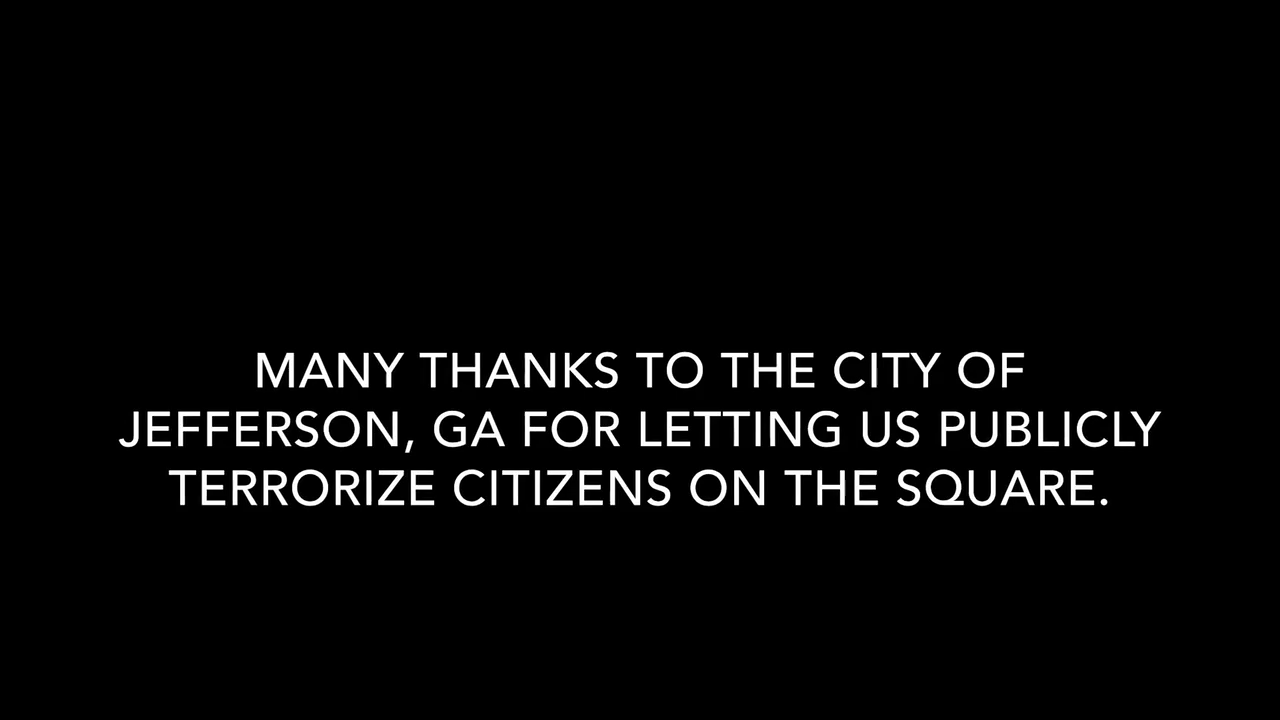 MANY THANKS TO THE CITY OF
JEFFERSON, GA FOR LETTING US PUBLICLY
TERRORIZE CITIZENS ON THE SQUARE.